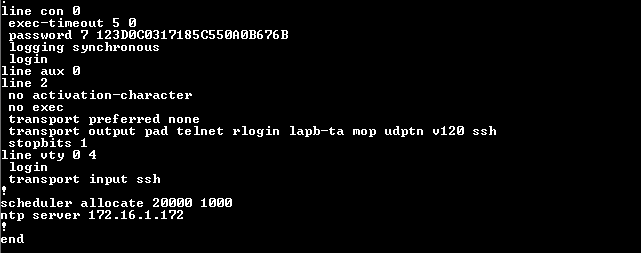 !
line con 0
exec-timeout 5 0
password 7 123D0C0317185C550A0B676B
logging synchronous
login
line aux 0
line 2
no activation-character
no exec
transport preferred none
transport output pad telnet rlogin lapb-ta mop udptn v120 ssh
stopbits 1
line vty 0 4
login
transport input ssh
!
scheduler allocate 20000 1000
ntp server 172.16.1.172
!
end